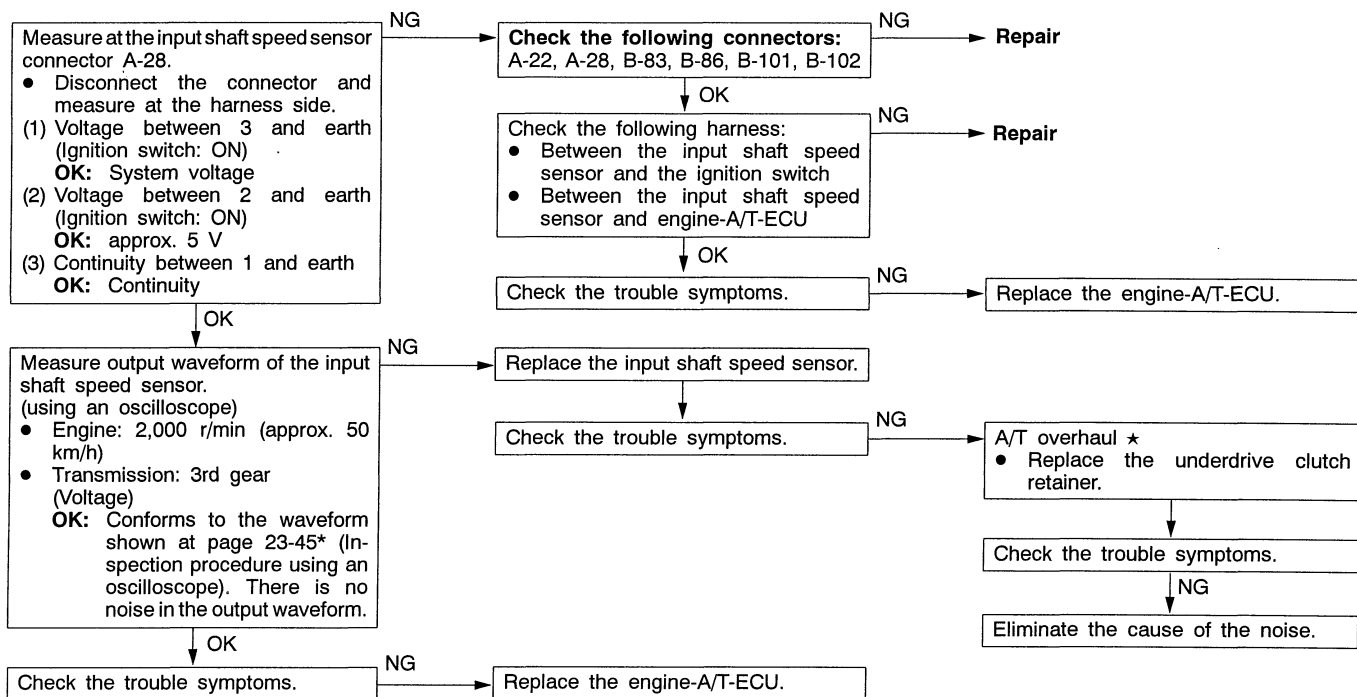 Measure at the input shaft speed sensor
connector A-28.
● Disconnect the connector and
measure at the harness side.
(1) Voltage between 3 and earth
(Ignition switch: ON)
OK: System voltage
(2) Voltage between 2 and earth
(Ignition switch: ON)
OK: approx. 5 V
(3) Continuity between 1 and earth
OK: Continuity
NG
Check the following connectors:
A-22, A-28, B-83, B-86, B-101, B-102
NG
Repair
OK
Check the following harness:
● Between the input shaft speed
sensor and the ignition switch
● Between the input shaft speed
sensor and engine-A/T-ECU
NG
Repair
OK
Check the trouble symptoms.
NG
Replace the engine-A/T-ECU.
OK
Measure output waveform of the input
shaft speed sensor.
(using an oscilloscope)
● Engine: 2,000 r/min (approx. 50
km/h)
● Transmission: 3rd gear
(Voltage)
OK: Conforms to the waveform
shown at page 23-45* (In-
spection procedure using an
oscilloscope). There is no
noise in the output waveform.
NG
Replace the input shaft speed sensor.
Check the trouble symptoms.
NG
A/T overhaul ★
● Replace the underdrive clutch
retainer.
Check the trouble symptoms.
NG
Eliminate the cause of the noise.
OK
Check the trouble symptoms.
NG
Replace the engine-A/T-ECU.